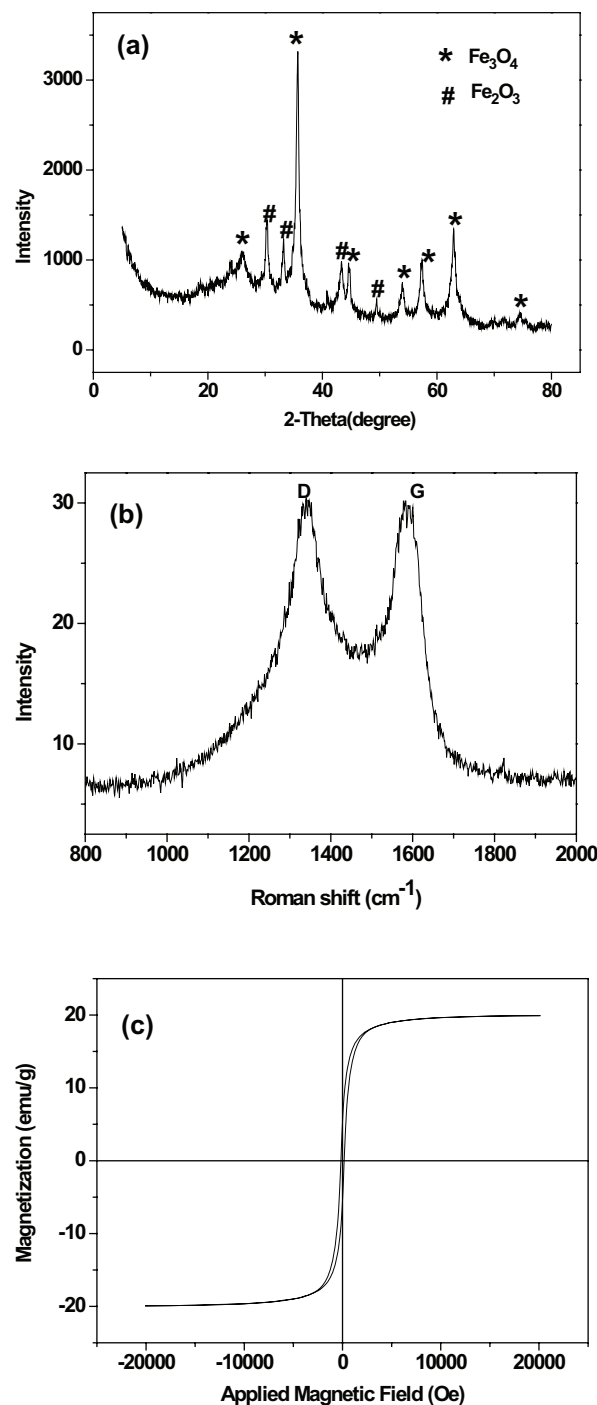 (a)
* Fe₃O₄
# Fe₂O₃
*
#
#
*
#
*
#
*
*
*
*
3000
2000
1000
0
Intensity
0 20 40 60 80
2-Theta(degree)
(b)
D G
30
20
10
Intensity
800 1000 1200 1400 1600 1800 2000
Roman shift (cm⁻¹)
(c)
20
10
0
-10
-20
Magnetization (emu/g)
-20000 -10000 0 10000 20000
Applied Magnetic Field (Oe)